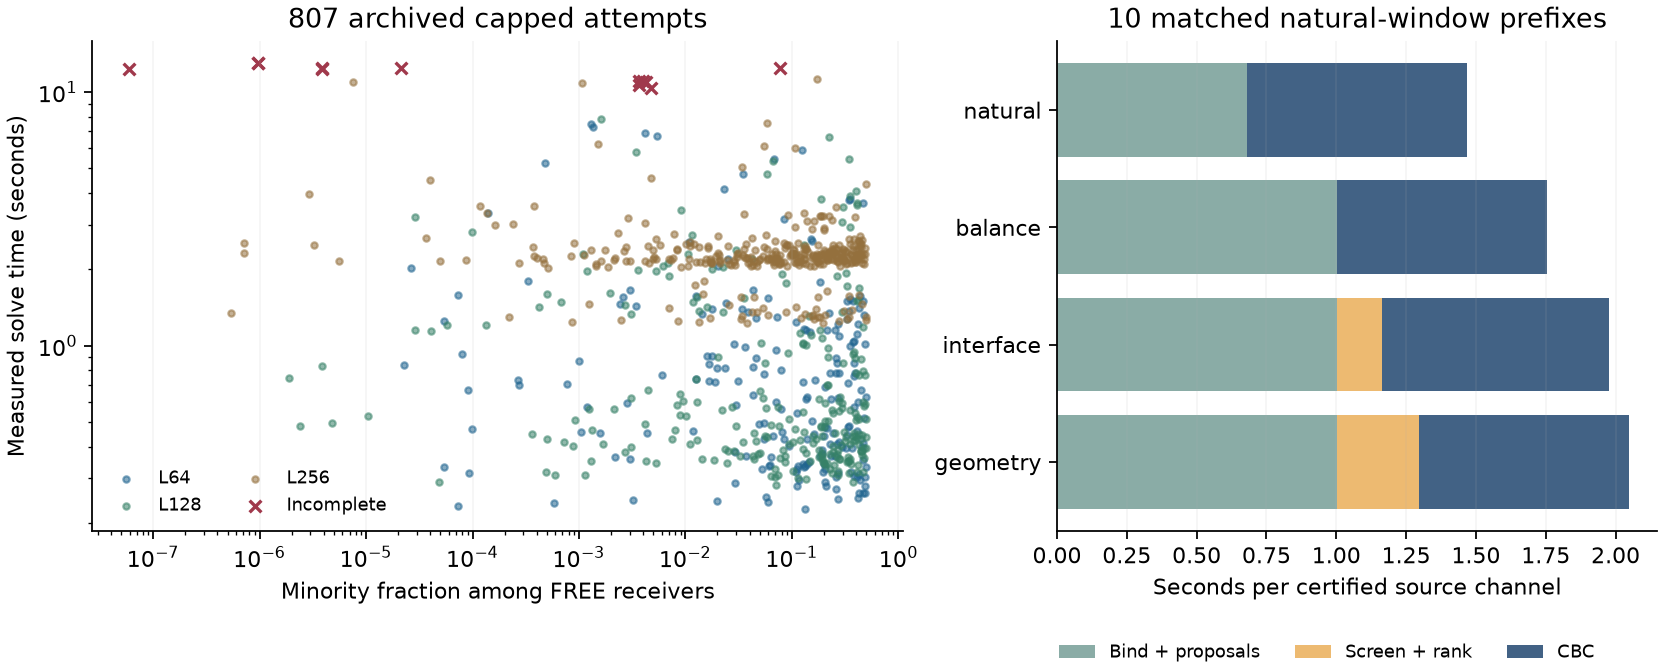 807 archived capped attempts
Measured solve time (seconds)
10^1
10^0
L64
L128
L256
Incomplete
10^-7
10^-6
10^-5
10^-4
10^-3
10^-2
10^-1
10^0
Minority fraction among FREE receivers
10 matched natural-window prefixes
natural
balance
interface
geometry
0.00 0.25 0.50 0.75 1.00 1.25 1.50 1.75 2.00
Seconds per certified source channel
Bind + proposals
Screen + rank
CBC